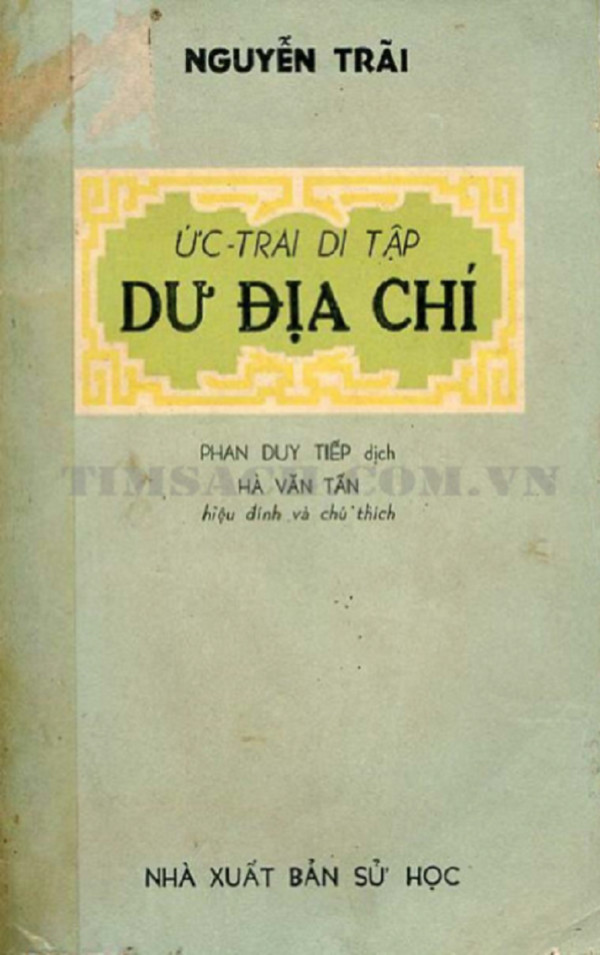 NGUYỄN TRÃI
ỨC-TRAI DI TẬP
DƯ ĐỊA CHÍ
PHAN DUY TIẾP dịch
TIMSACH.COM.VN
HÀ VĂN TẤN
hiệu đính và chú thích
NHÀ XUẤT BẢN SỬ HỌC